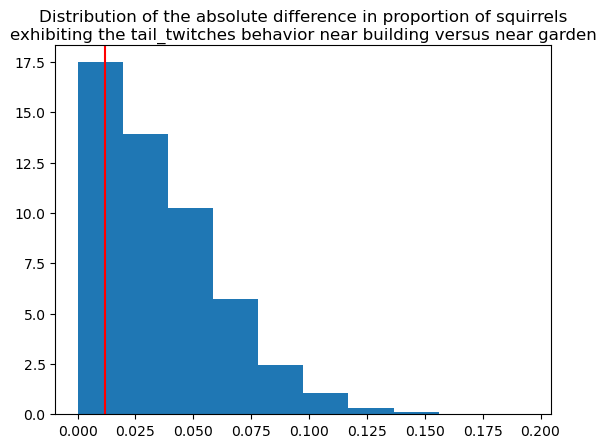 Distribution of the absolute difference in proportion of squirrels
exhibiting the tail_twitches behavior near building versus near garden
17.5
15.0
12.5
10.0
7.5
5.0
2.5
0.0
0.000 0.025 0.050 0.075 0.100 0.125 0.150 0.175 0.200